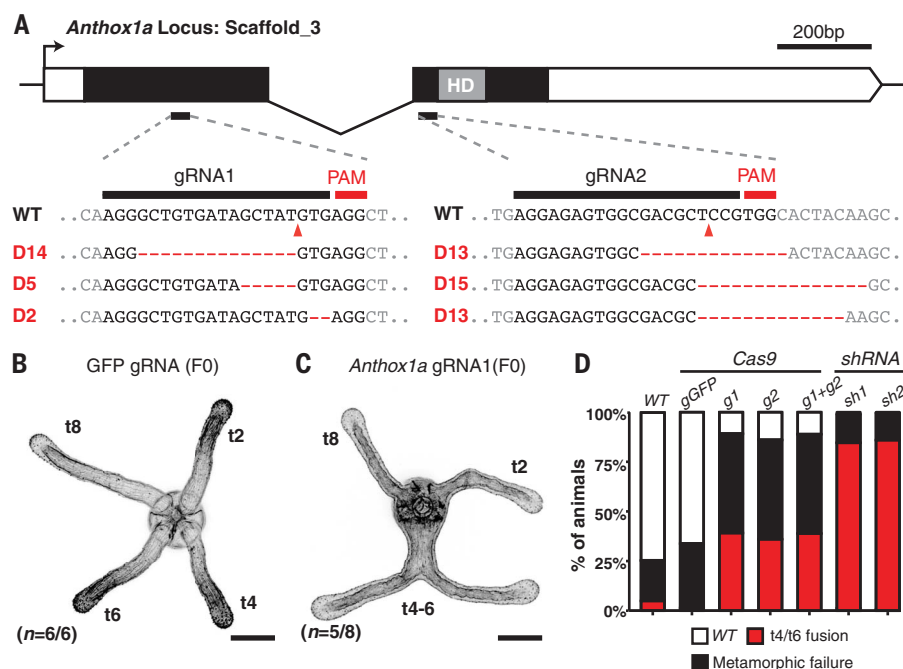 A
Anthox1a Locus: Scaffold_3
200bp
HD
gRNA1 PAM
WT ..CAAGGGCTGTGATAGCTATGTGAGGCT..
D14 ..CAAGG--------------GTGAGGCT..
D5 ..CAAGGGCTGTGATA-----GTGAGGCT..
D2 ..CAAGGGCTGTGATAGCTATG--AGGCT..
gRNA2 PAM
WT ..TGAGGAGAGTGGCGACGCTCCGTGGCACTACAAGC..
D13 ..TGAGGAGAGTGGC-------------ACTACAAGC..
D15 ..TGAGGAGAGTGGCGACGC---------------GC..
D13 ..TGAGGAGAGTGGCGACGC-------------AAGC..
B GFP gRNA (F0)
t8
t2
t6
t4
(n=6/6)
C Anthox1a gRNA1(F0)
t8
t2
t4-6
(n=5/8)
D
Cas9 shRNA
WT gGFP g1 g2 g1+g2 sh1 sh2
100%
75%
50%
25%
0%
% of animals
WT t4/t6 fusion
Metamorphic failure